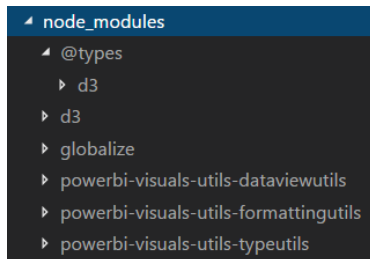 node_modules
@types
d3
d3
globalize
powerbi-visuals-utils-dataviewutils
powerbi-visuals-utils-formattingutils
powerbi-visuals-utils-typeutils